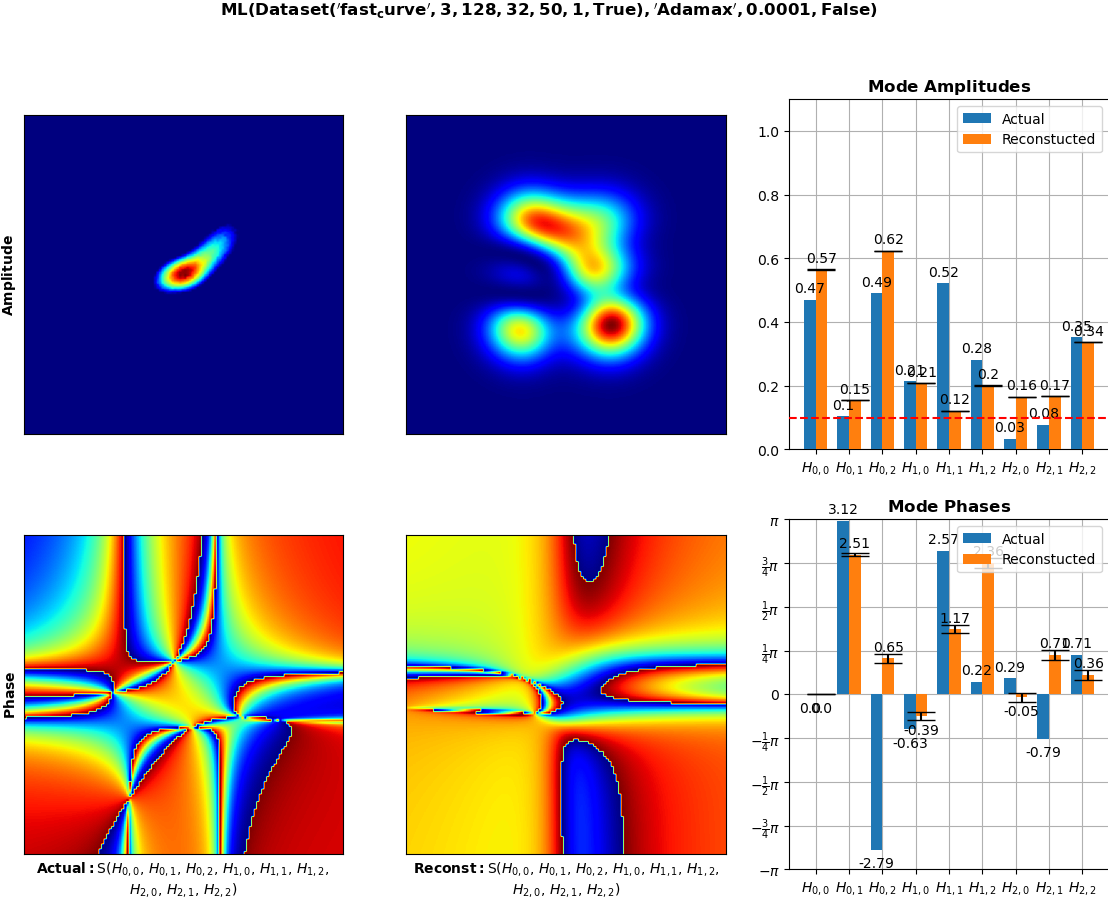 ML(Dataset('fast_curve', 3, 128, 32, 50, 1, True), 'Adamax', 0.0001, False)
Amplitude
Mode Amplitudes
Actual
Reconstucted
1.0
0.8
0.6
0.4
0.2
0.0
0.47 0.57 0.1 0.15 0.49 0.62 0.21 0.21 0.52 0.12 0.28 0.2 0.03 0.16 0.08 0.17 0.35 0.34
H0,0 H0,1 H0,2 H1,0 H1,1 H1,2 H2,0 H2,1 H2,2
Phase
Actual: S(H0,0, H0,1, H0,2, H1,0, H1,1, H1,2,
H2,0, H2,1, H2,2)
Reconst: S(H0,0, H0,1, H0,2, H1,0, H1,1, H1,2,
H2,0, H2,1, H2,2)
Mode Phases
Actual
Reconstucted
π
3/4π
1/2π
1/4π
0
−1/4π
−1/2π
−3/4π
−π
0.0 0.0 3.12 2.51 -2.79 0.65 -0.63 -0.39 2.57 1.17 0.22 2.36 0.29 -0.05 -0.79 0.71 0.71 0.36
H0,0 H0,1 H0,2 H1,0 H1,1 H1,2 H2,0 H2,1 H2,2